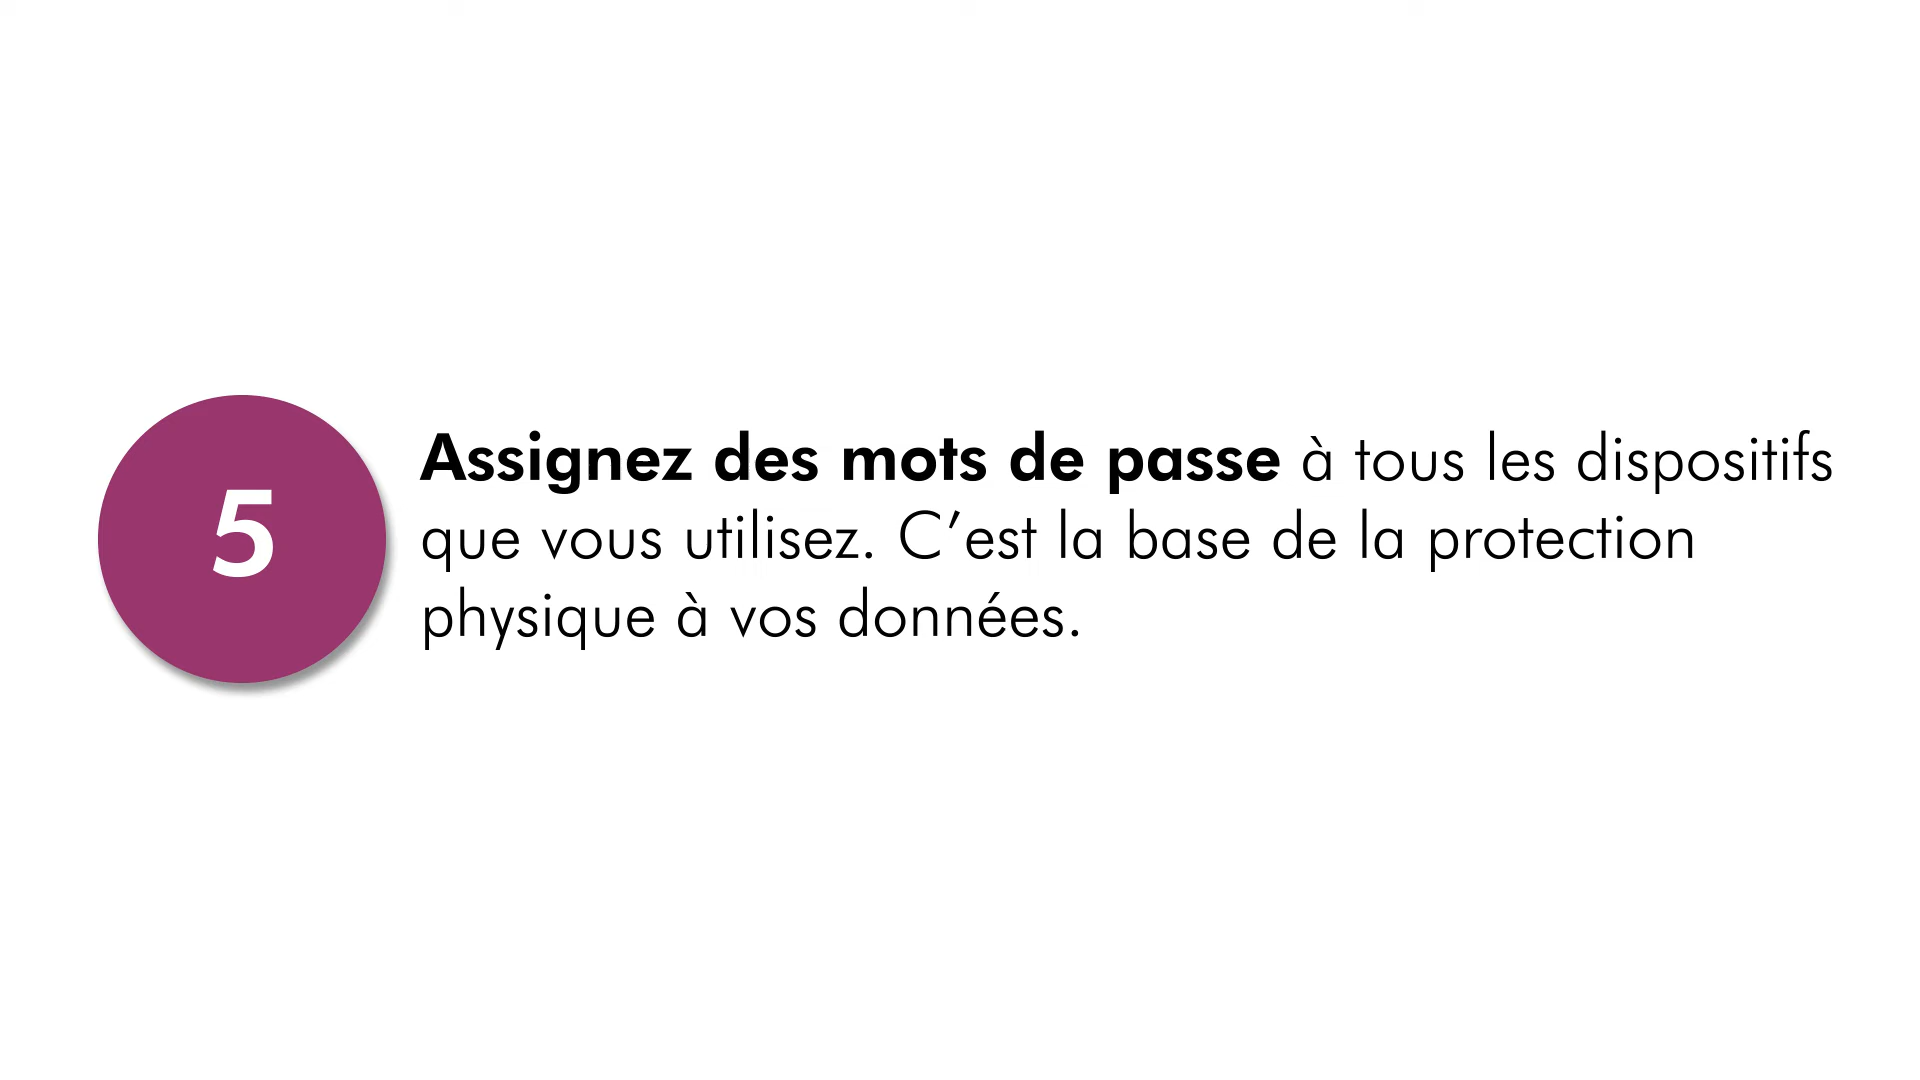 5
Assignez des mots de passe à tous les dispositifs
que vous utilisez. C’est la base de la protection
physique à vos données.